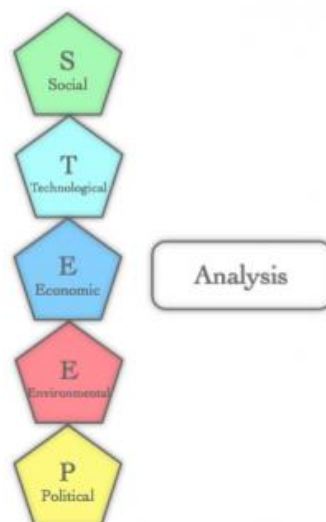 S
Social
T
Technological
E
Economic
Analysis
E
Environmental
P
Political